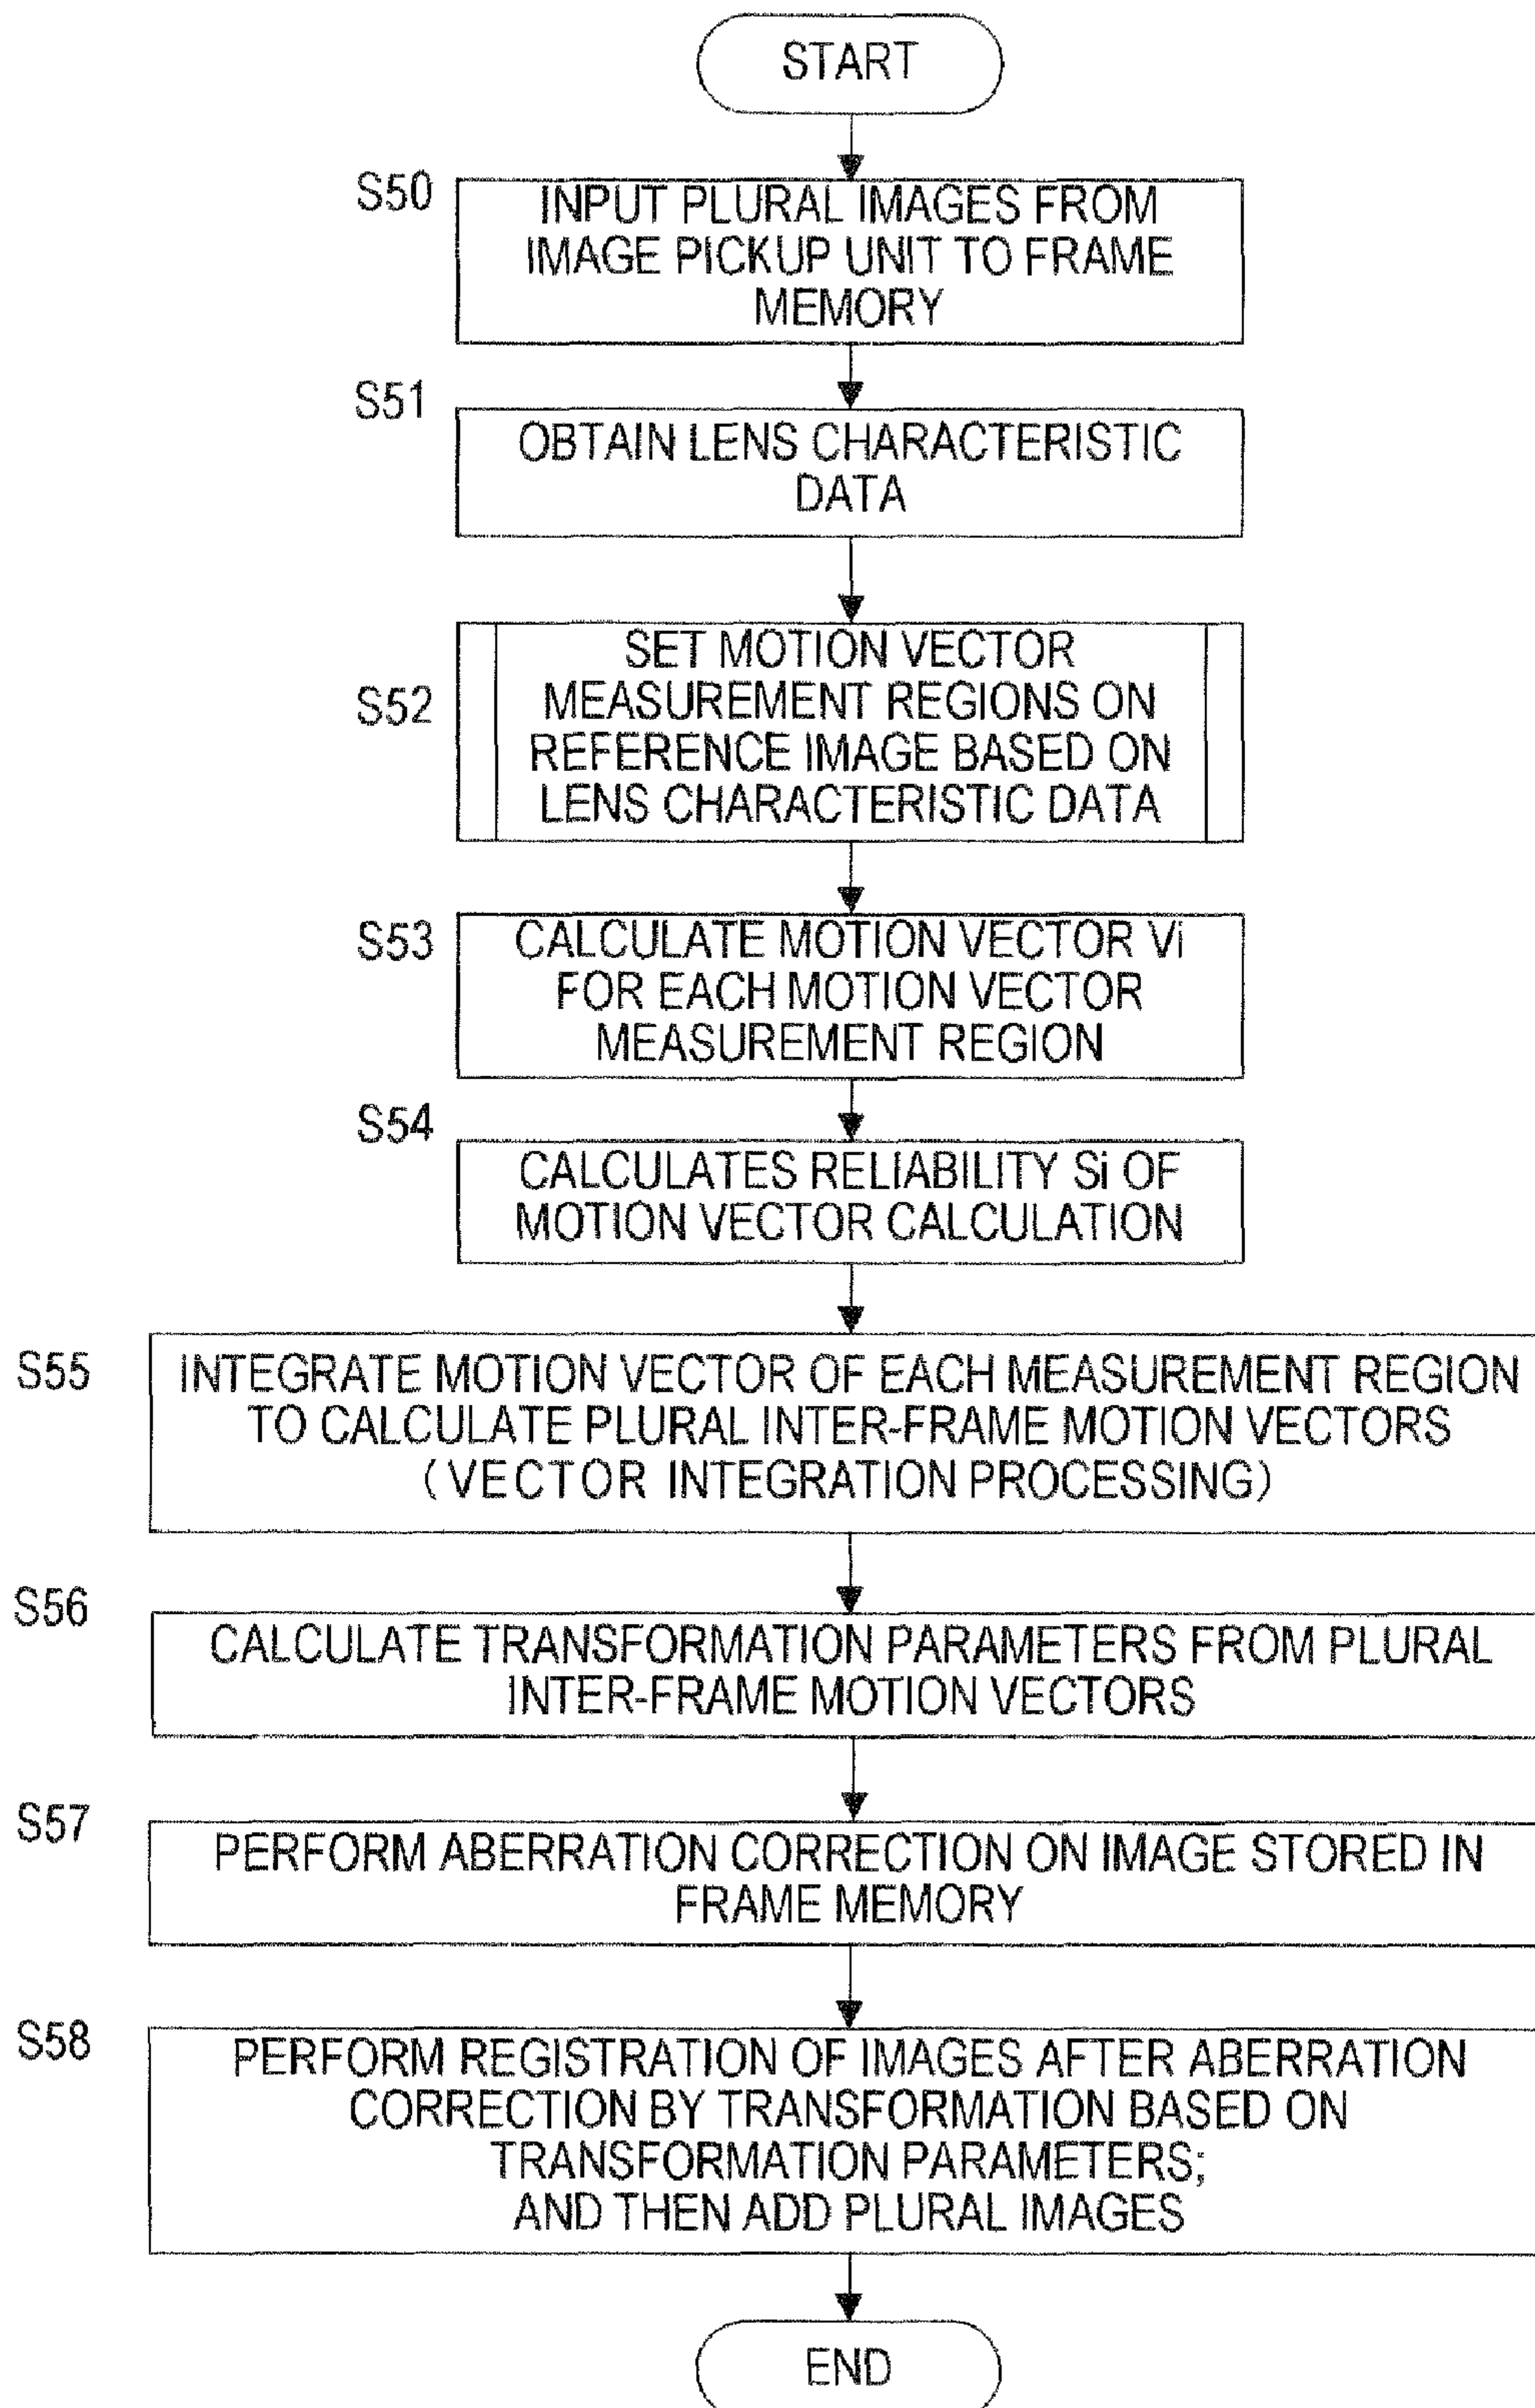 START
S50
INPUT PLURAL IMAGES FROM
IMAGE PICKUP UNIT TO FRAME
MEMORY
S51
OBTAIN LENS CHARACTERISTIC
DATA
S52
SET MOTION VECTOR
MEASUREMENT REGIONS ON
REFERENCE IMAGE BASED ON
LENS CHARACTERISTIC DATA
S53
CALCULATE MOTION VECTOR Vi
FOR EACH MOTION VECTOR
MEASUREMENT REGION
S54
CALCULATES RELIABILITY Si OF
MOTION VECTOR CALCULATION
S55
INTEGRATE MOTION VECTOR OF EACH MEASUREMENT REGION
TO CALCULATE PLURAL INTER-FRAME MOTION VECTORS
(VECTOR INTEGRATION PROCESSING)
S56
CALCULATE TRANSFORMATION PARAMETERS FROM PLURAL
INTER-FRAME MOTION VECTORS
S57
PERFORM ABERRATION CORRECTION ON IMAGE STORED IN
FRAME MEMORY
S58
PERFORM REGISTRATION OF IMAGES AFTER ABERRATION
CORRECTION BY TRANSFORMATION BASED ON
TRANSFORMATION PARAMETERS;
AND THEN ADD PLURAL IMAGES
END